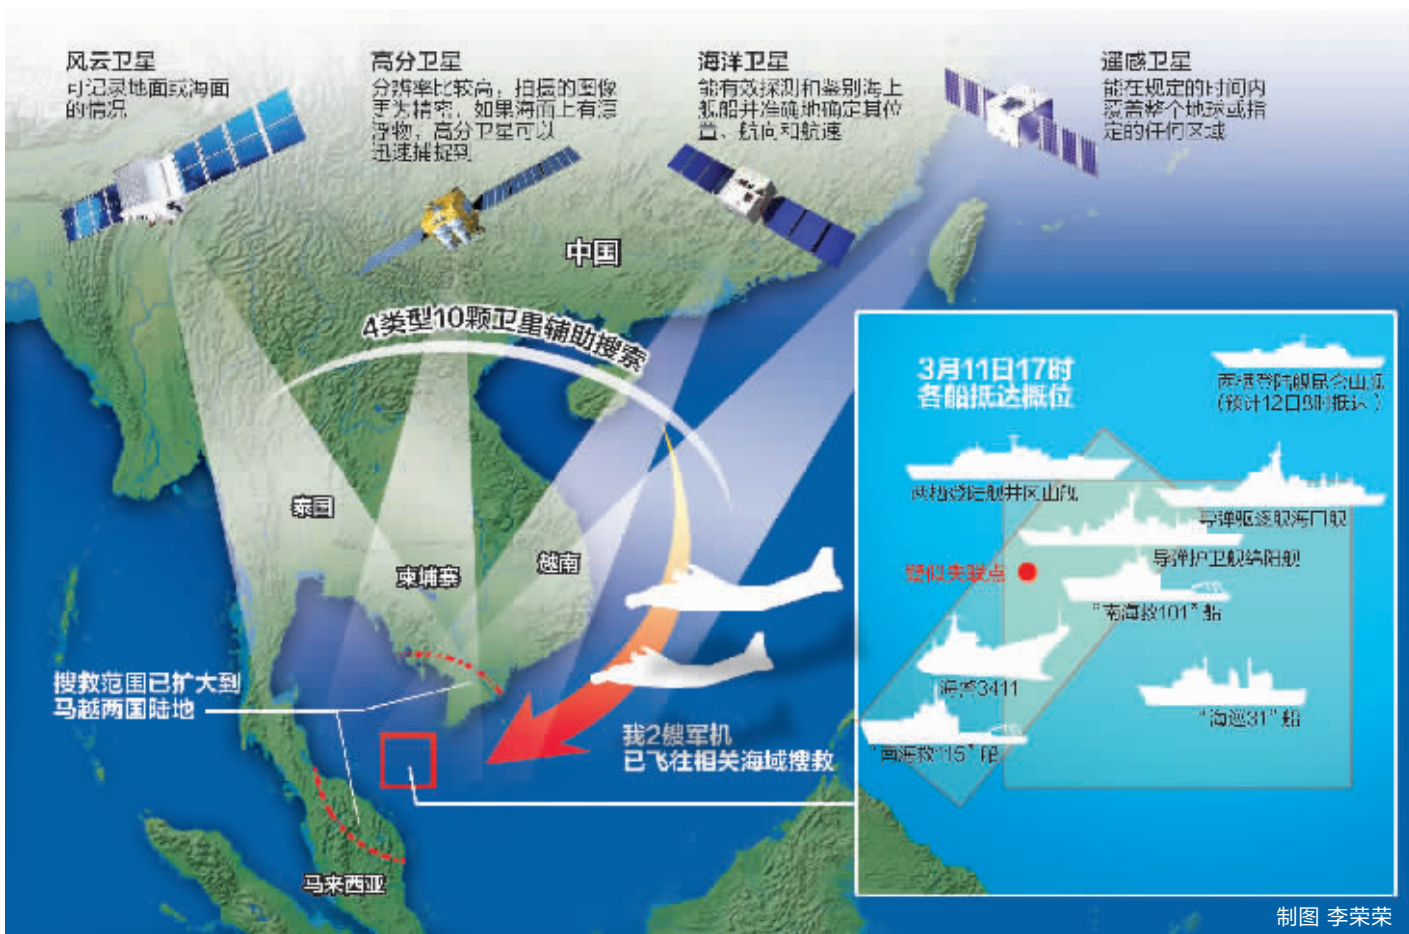 风云卫星
可记录地面或海面
的情况
高分卫星
分辨率比较高，拍摄的图像
更为精密，如果海面上有漂
浮物，高分卫星可以
迅速捕捉到
海洋卫星
能有效探测和鉴别海上
舰船并准确地确定其位
置、航向和航速
遥感卫星
能在规定的时间内
覆盖整个地球或指
定的任何区域
中国
4类型10颗卫星辅助搜索
泰国
柬埔寨
越南
搜救范围已扩大到
马越两国陆地
我2艘军机
已飞往相关海域搜救
马来西亚
3月11日17时
各船抵达概位
两栖登陆舰昆仑山舰
(预计12日8时抵达)
两栖登陆舰井冈山舰
导弹驱逐舰海口舰
导弹护卫舰绵阳舰
疑似失联点
“南海救101”船
海警3411
“海巡31”船
“南海救115”船
制图 李荣荣